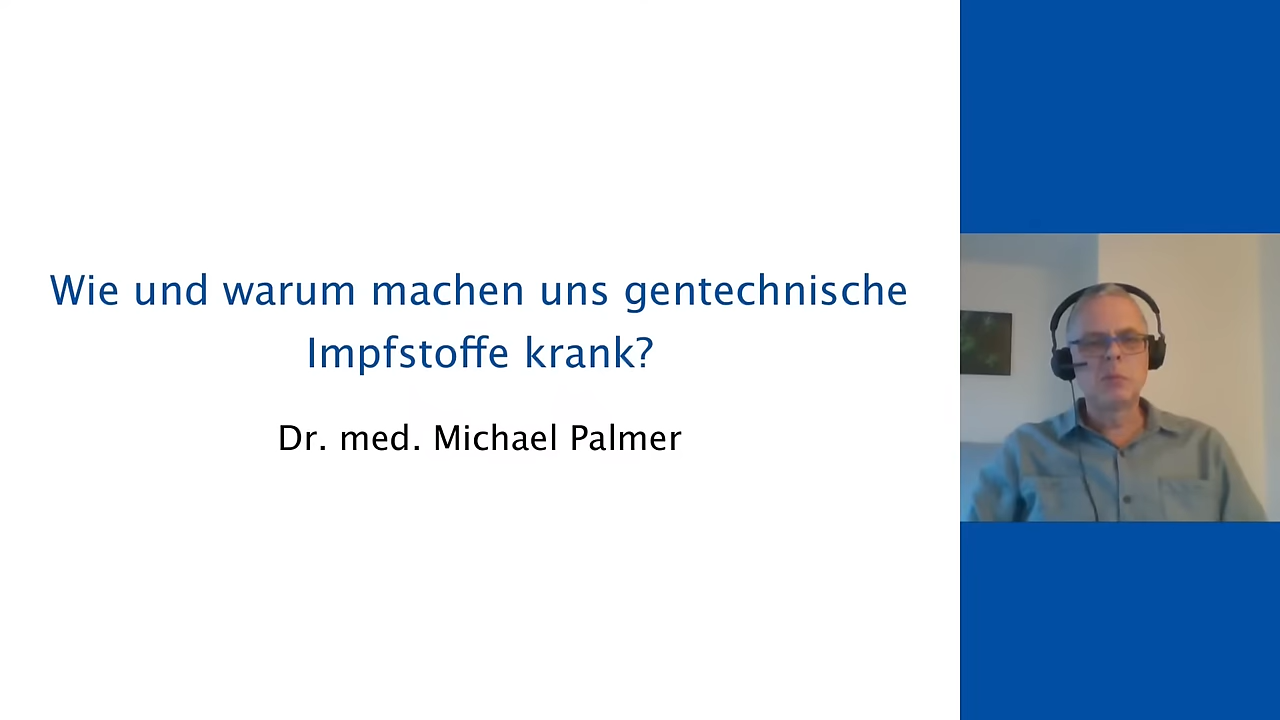 Wie und warum machen uns gentechnische
Impfstoffe krank?
Dr. med. Michael Palmer